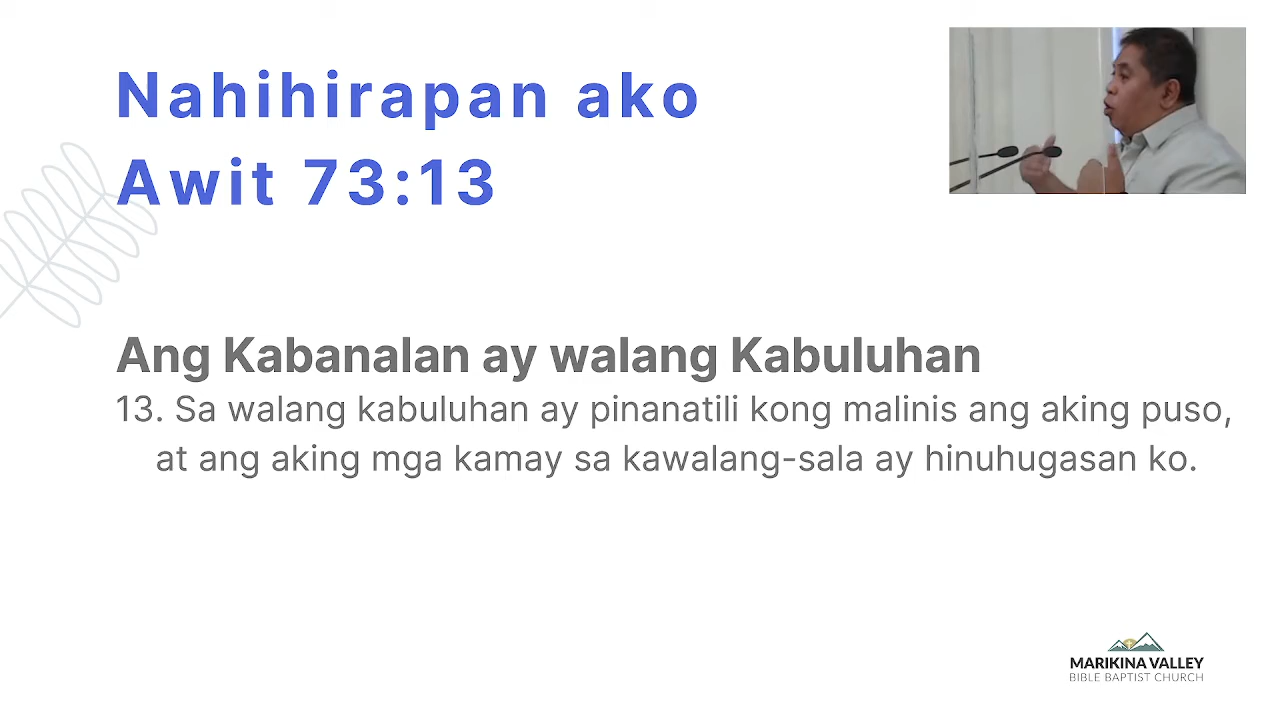 Nahihirapan ako
Awit 73:13
Ang Kabanalan ay walang Kabuluhan
13. Sa walang kabuluhan ay pinanatili kong malinis ang aking puso,
at ang aking mga kamay sa kawalang-sala ay hinuhugasan ko.
MARIKINA VALLEY
BIBLE BAPTIST CHURCH